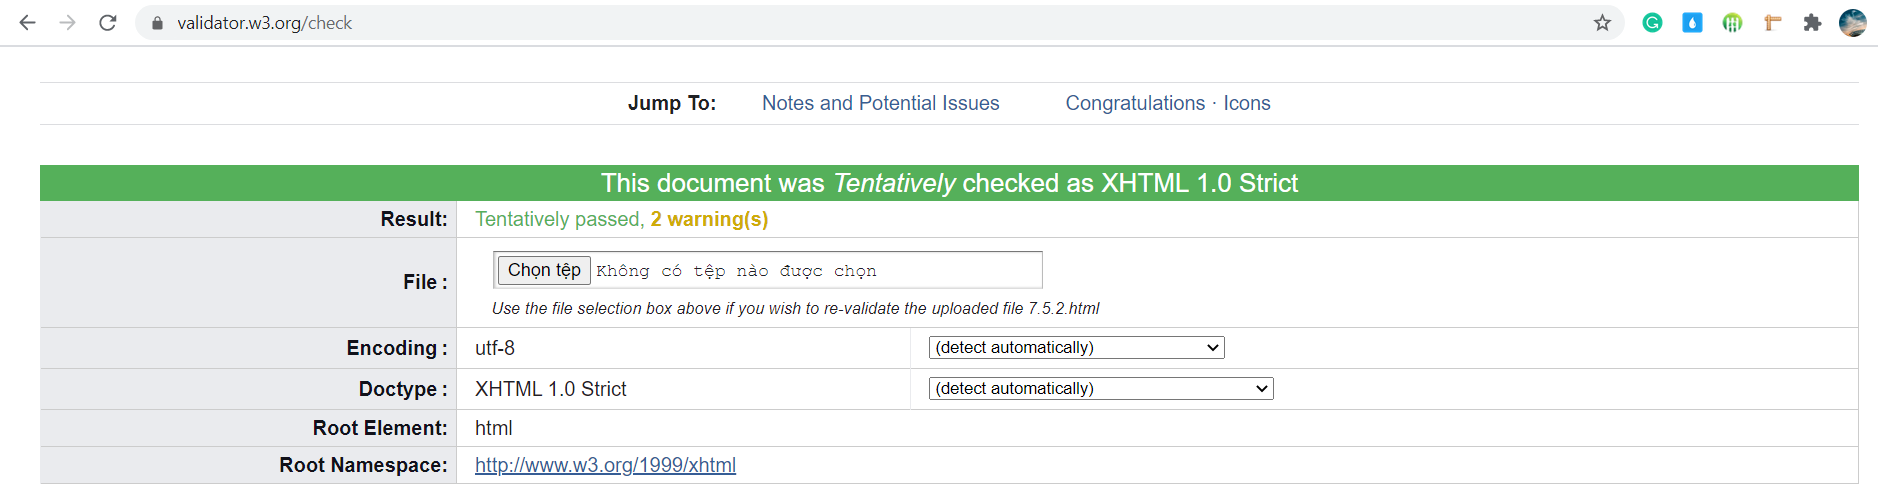 validator.w3.org/check
Jump To: Notes and Potential Issues Congratulations · Icons
This document was Tentatively checked as XHTML 1.0 Strict
Result: Tentatively passed, 2 warning(s)
File : Chọn tệp Không có tệp nào được chọn
Use the file selection box above if you wish to re-validate the uploaded file 7.5.2.html
Encoding : utf-8 (detect automatically)
Doctype : XHTML 1.0 Strict (detect automatically)
Root Element: html
Root Namespace: http://www.w3.org/1999/xhtml